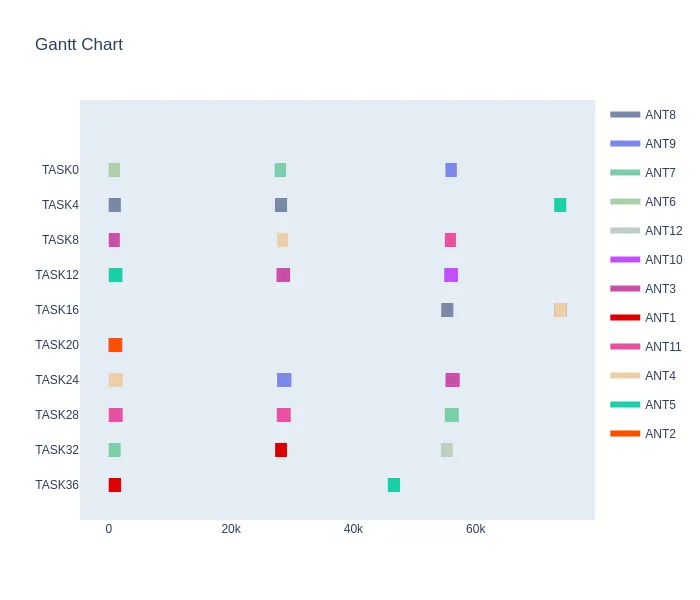 Gantt Chart
TASK0
TASK4
TASK8
TASK12
TASK16
TASK20
TASK24
TASK28
TASK32
TASK36
0 20k 40k 60k
ANT8
ANT9
ANT7
ANT6
ANT12
ANT10
ANT3
ANT1
ANT11
ANT4
ANT5
ANT2